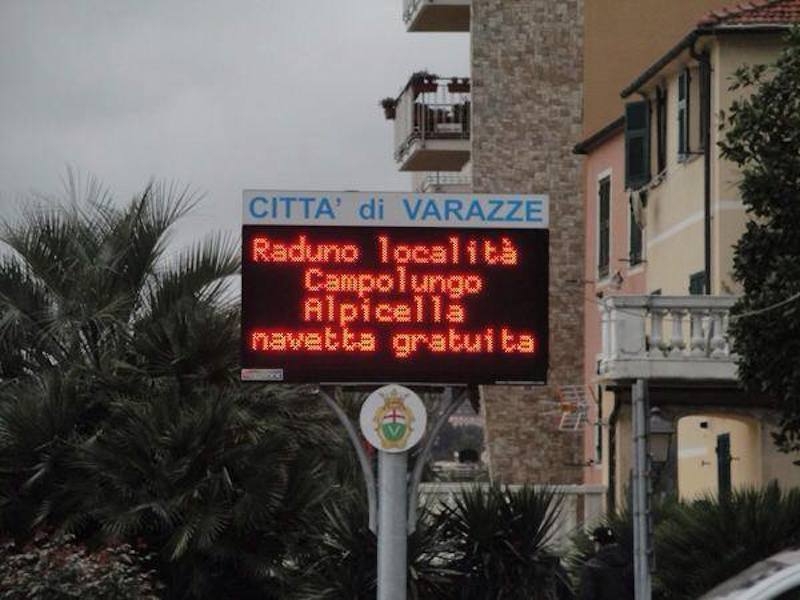 CITTA' di VARAZZE
Raduno località
Campolungo
Alpicella
navetta gratuita